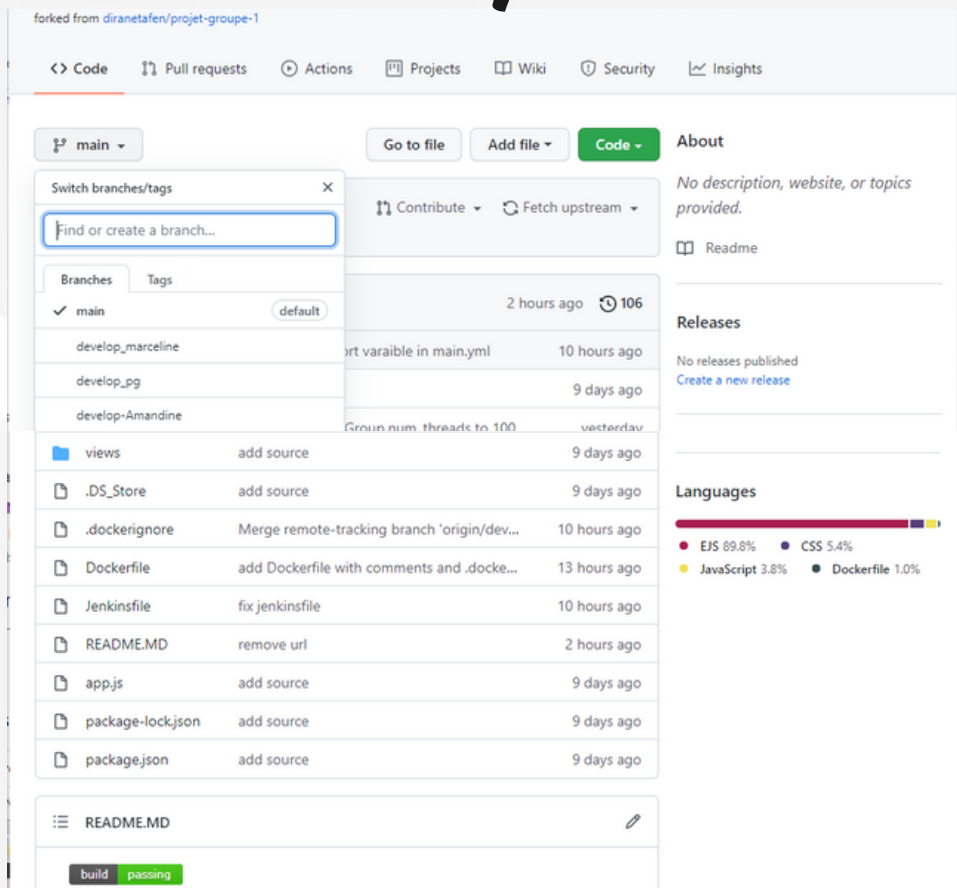 forked from diranetafen/projet-groupe-1
Code Pull requests Actions Projects Wiki Security Insights
main Go to file Add file Code
Switch branches/tags
Find or create a branch...
Branches Tags
main default
develop_marceline
develop_pg
develop-Amandine
Contribute Fetch upstream
2 hours ago 106
ort varaible in main.yml 10 hours ago
9 days ago
Group num_threads to 100 yesterday
views add source 9 days ago
.DS_Store add source 9 days ago
.dockerignore Merge remote-tracking branch 'origin/dev... 10 hours ago
Dockerfile add Dockerfile with comments and .docke... 13 hours ago
Jenkinsfile fix jenkinsfile 10 hours ago
README.MD remove url 2 hours ago
app.js add source 9 days ago
package-lock.json add source 9 days ago
package.json add source 9 days ago
README.MD
build passing
About
No description, website, or topics
provided.
Readme
Releases
No releases published
Create a new release
Languages
EJS 89.8% CSS 5.4%
JavaScript 3.8% Dockerfile 1.0%